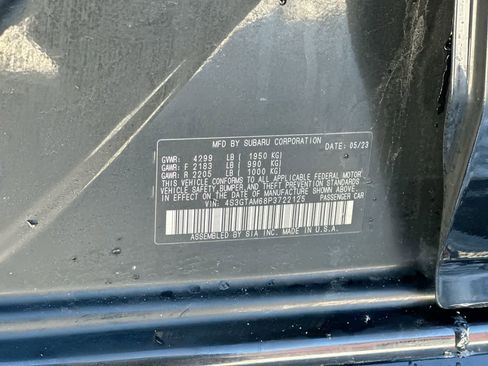 MFD BY SUBARU CORPORATION DATE: 05/23
GVWR: 4299 LB ( 1950 KG)
GAWR: F 2183 LB ( 990 KG)
GAWR: R 2205 LB ( 1000 KG)
THIS VEHICLE CONFORMS TO ALL APPLICABLE FEDERAL MOTOR
VEHICLE SAFETY, BUMPER, AND THEFT PREVENTION STANDARDS IN
EFFECT ON THE DATE OF MANUFACTURE SHOWN ABOVE.
VIN: 4S3GTAM68P3722125 PASSENGER CAR
ASSEMBLED BY SIA INC. MADE IN U.S.A.